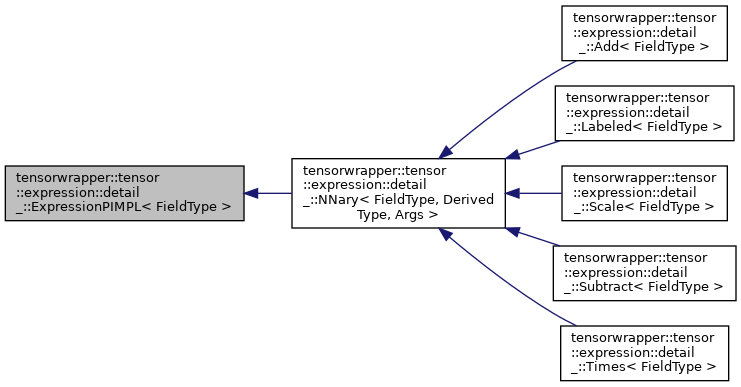 tensorwrapper::tensor
::expression::detail
_::ExpressionPIMPL< FieldType >
tensorwrapper::tensor
::expression::detail
_::NNary< FieldType, Derived
Type, Args >
tensorwrapper::tensor
::expression::detail
_::Add< FieldType >
tensorwrapper::tensor
::expression::detail
_::Labeled< FieldType >
tensorwrapper::tensor
::expression::detail
_::Scale< FieldType >
tensorwrapper::tensor
::expression::detail
_::Subtract< FieldType >
tensorwrapper::tensor
::expression::detail
_::Times< FieldType >